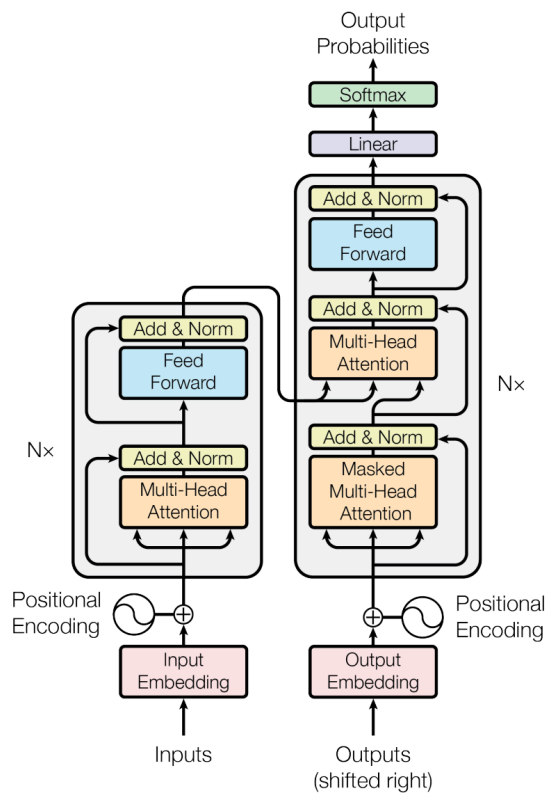 Output
Probabilities
Softmax
Linear
Add & Norm
Feed
Forward
Add & Norm
Multi-Head
Attention
Add & Norm
Masked
Multi-Head
Attention
N×
Add & Norm
Feed
Forward
Add & Norm
Multi-Head
Attention
N×
Positional
Encoding
Positional
Encoding
Input
Embedding
Output
Embedding
Inputs
Outputs
(shifted right)